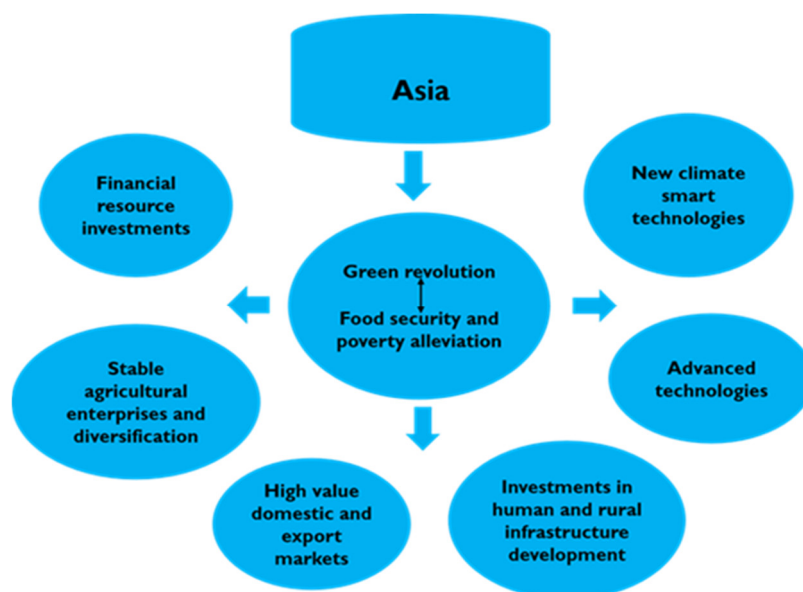 Asia
Financial
resource
investments
New climate
smart
technologies
Green revolution
Food security and
poverty alleviation
Stable
agricultural
enterprises and
diversification
Advanced
technologies
High value
domestic and
export
markets
Investments in
human and rural
infrastructure
development